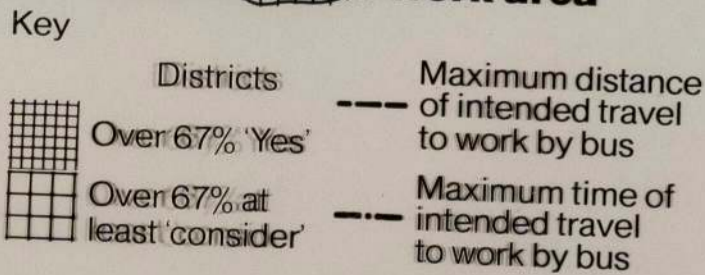 Key
Districts
Over 67% 'Yes'
Over 67% at
least 'consider'
Maximum distance
of intended travel
to work by bus
Maximum time of
intended travel
to work by bus